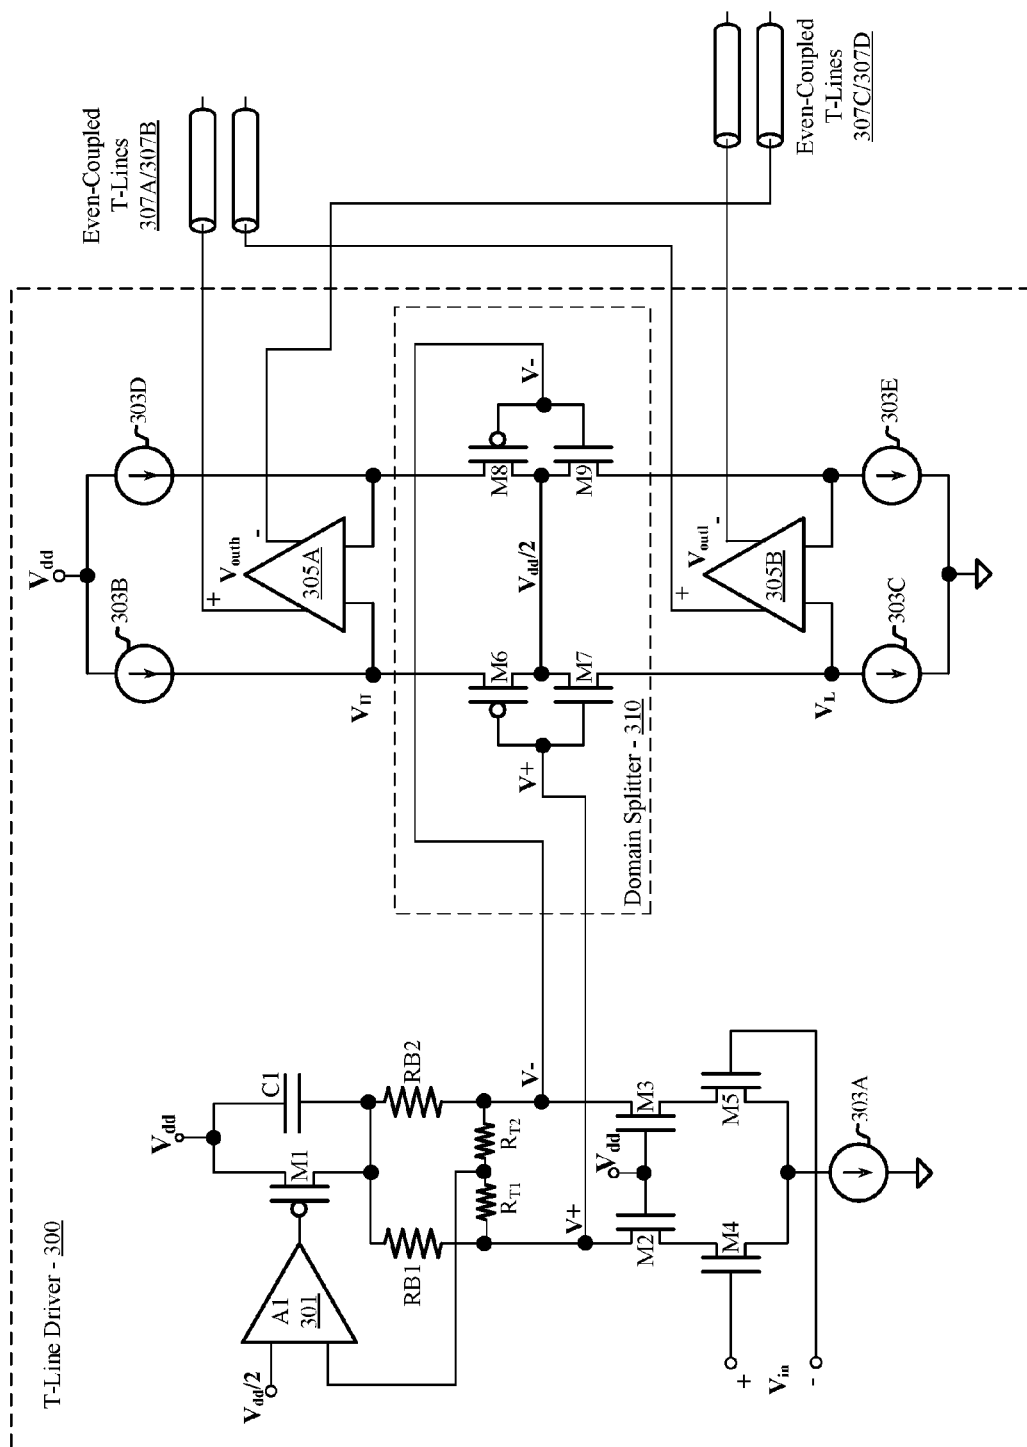 T-Line Driver - 300
Vdd/2
A1
301
M1
Vdd
C1
RB1
RB2
RT1
RT2
V+
V-
M2
M3
Vdd
M4
M5
+
Vin
-
303A
Domain Splitter - 310
V+
V-
M6
M7
M8
M9
Vdd/2
VH
VL
Vdd
303B
303D
Vouth
+
-
305A
Voutl
+
-
305B
303C
303E
Even-Coupled
T-Lines
307A/307B
Even-Coupled
T-Lines
307C/307D